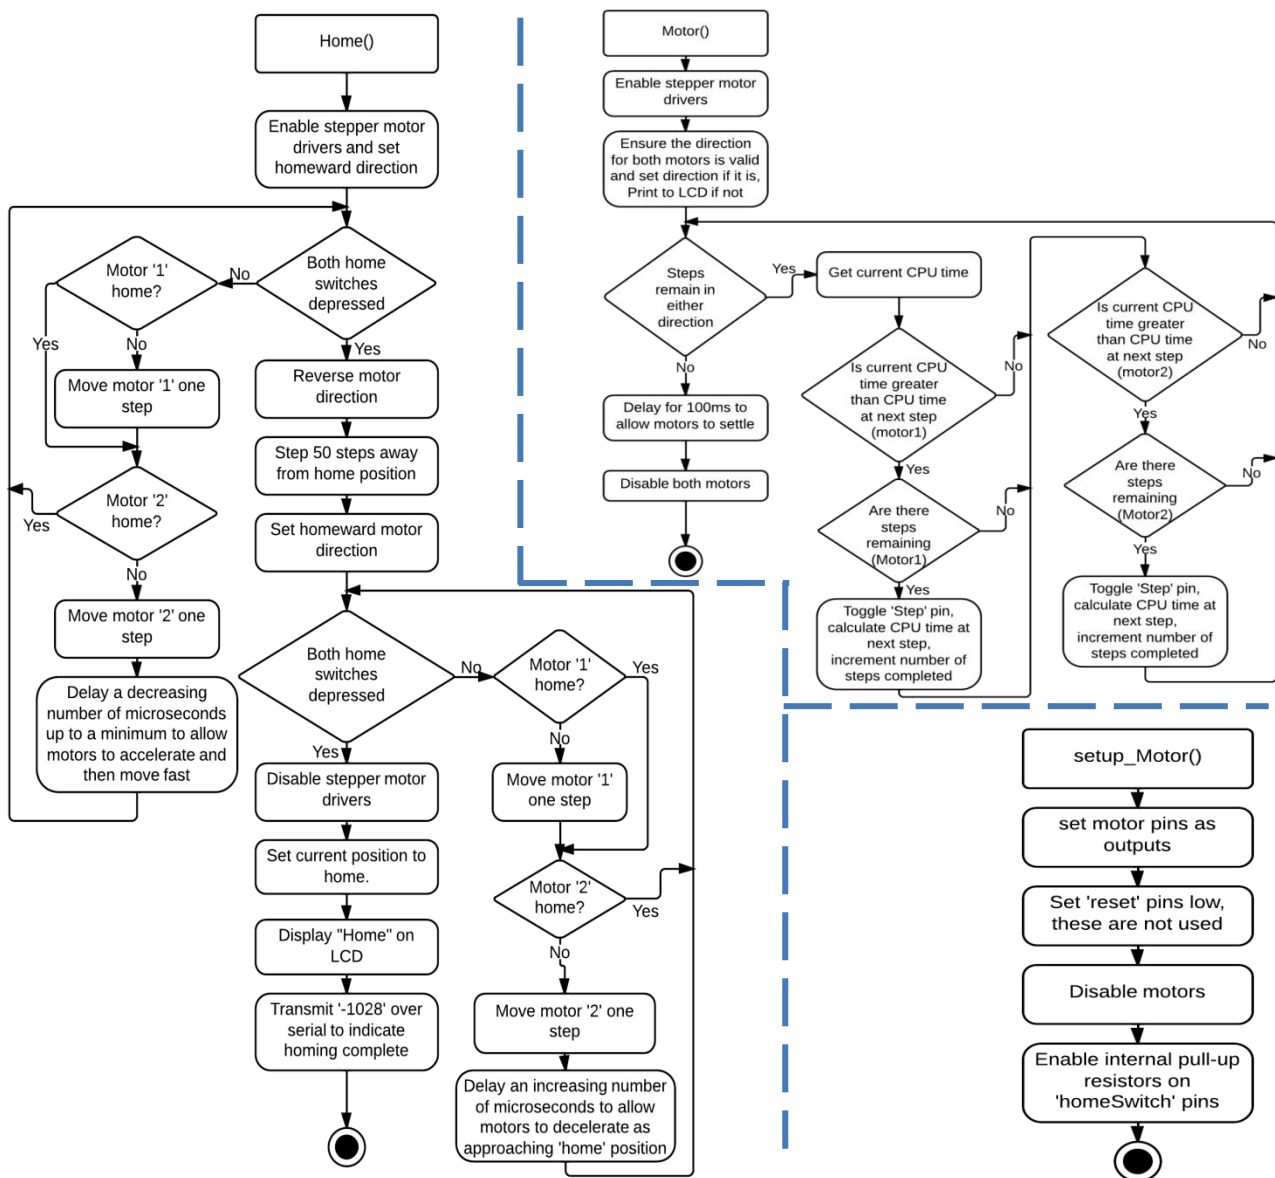 Home()
Enable stepper motor
drivers and set
homeward direction
Both home
switches
depressed
No
Yes
Motor '1'
home?
Yes
No
Move motor '1' one
step
Motor '2'
home?
Yes
No
Move motor '2' one
step
Delay a decreasing
number of microseconds
up to a minimum to allow
motors to accelerate and
then move fast
Reverse motor
direction
Step 50 steps away
from home position
Set homeward motor
direction
Both home
switches
depressed
No
Yes
Motor '1'
home?
Yes
No
Move motor '1'
one step
Motor '2'
home?
Yes
No
Move motor '2' one
step
Delay an increasing number
of microseconds to allow
motors to decelerate as
approaching 'home' position
Disable stepper motor
drivers
Set current position to
home.
Display "Home" on
LCD
Transmit '-1028' over
serial to indicate
homing complete
Motor()
Enable stepper motor
drivers
Ensure the direction
for both motors is valid
and set direction if it is,
Print to LCD if not
Steps
remain in
either
direction
Yes
No
Delay for 100ms to
allow motors to settle
Disable both motors
Get current CPU time
Is current CPU
time greater
than CPU time
at next step
(motor1)
No
Yes
Are there
steps
remaining
(Motor1)
No
Yes
Toggle 'Step' pin,
calculate CPU time at
next step,
increment number of
steps completed
Is current CPU
time greater
than CPU time
at next step
(motor2)
No
Yes
Are there
steps
remaining
(Motor2)
No
Yes
Toggle 'Step' pin,
calculate CPU time at
next step,
increment number of
steps completed
setup_Motor()
set motor pins as
outputs
Set 'reset' pins low,
these are not used
Disable motors
Enable internal pull-up
resistors on
'homeSwitch' pins